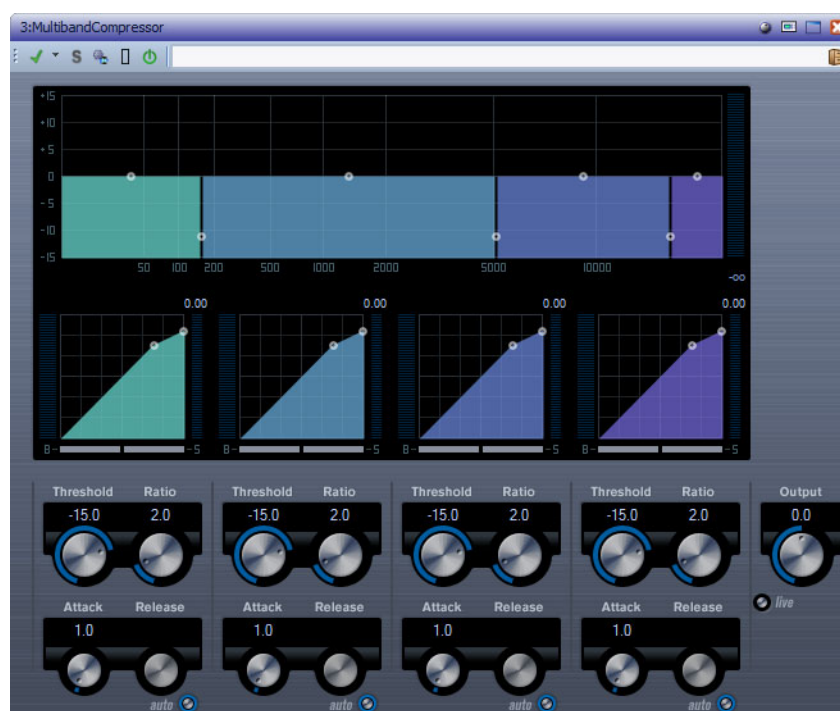 3:MultibandCompressor
S
+15
+10
+5
0
-5
-10
-15
50 100 200 500 1000 2000 5000 10000
-oo
0.00 0.00 0.00 0.00
B- -S B- -S B- -S B- -S
Threshold Ratio Threshold Ratio Threshold Ratio Threshold Ratio Output
-15.0 2.0 -15.0 2.0 -15.0 2.0 -15.0 2.0 0.0
Attack Release Attack Release Attack Release Attack Release live
1.0 1.0 1.0 1.0
auto auto auto auto